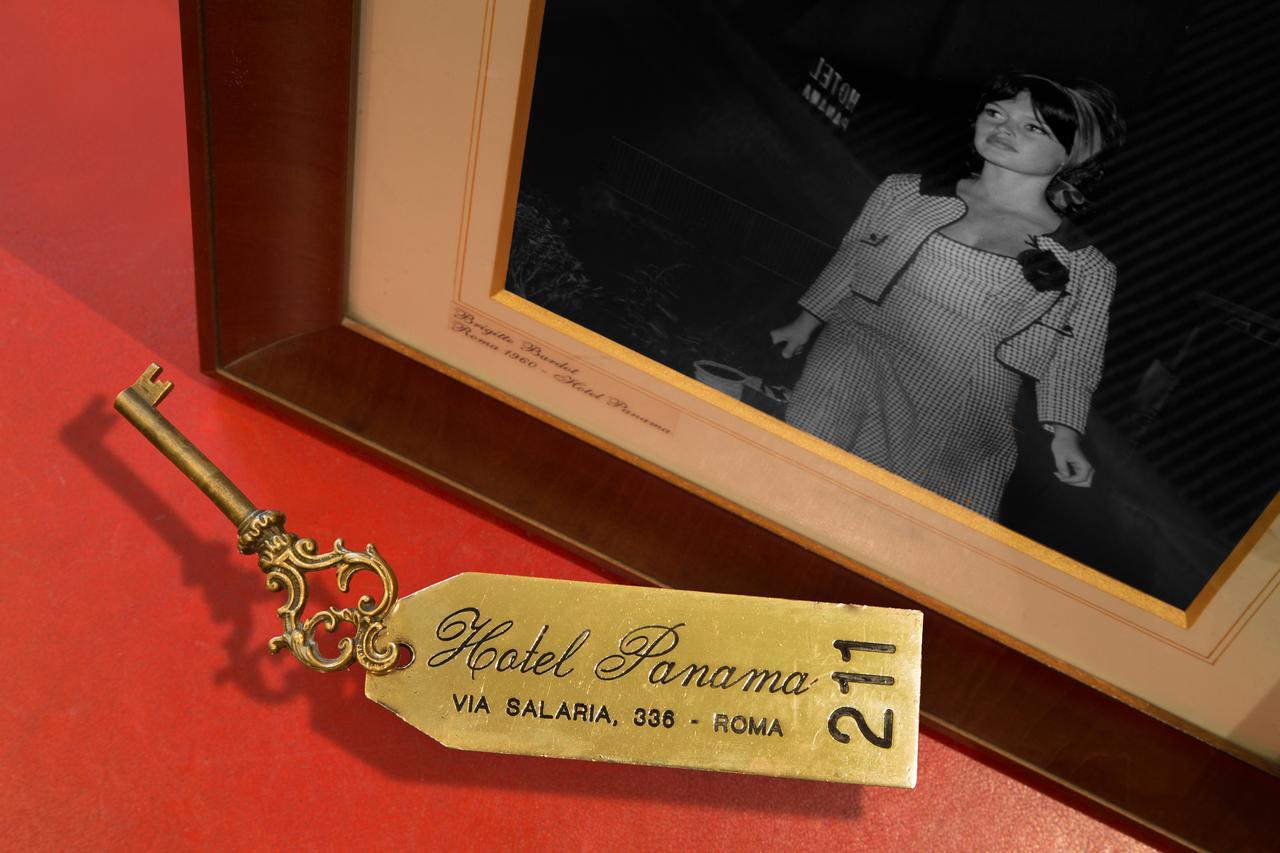 HOTEL
PANAMA
Brigitte Bardot
Roma 1960 - Hotel Panama
Hotel Panama
VIA SALARIA, 336 - ROMA
211